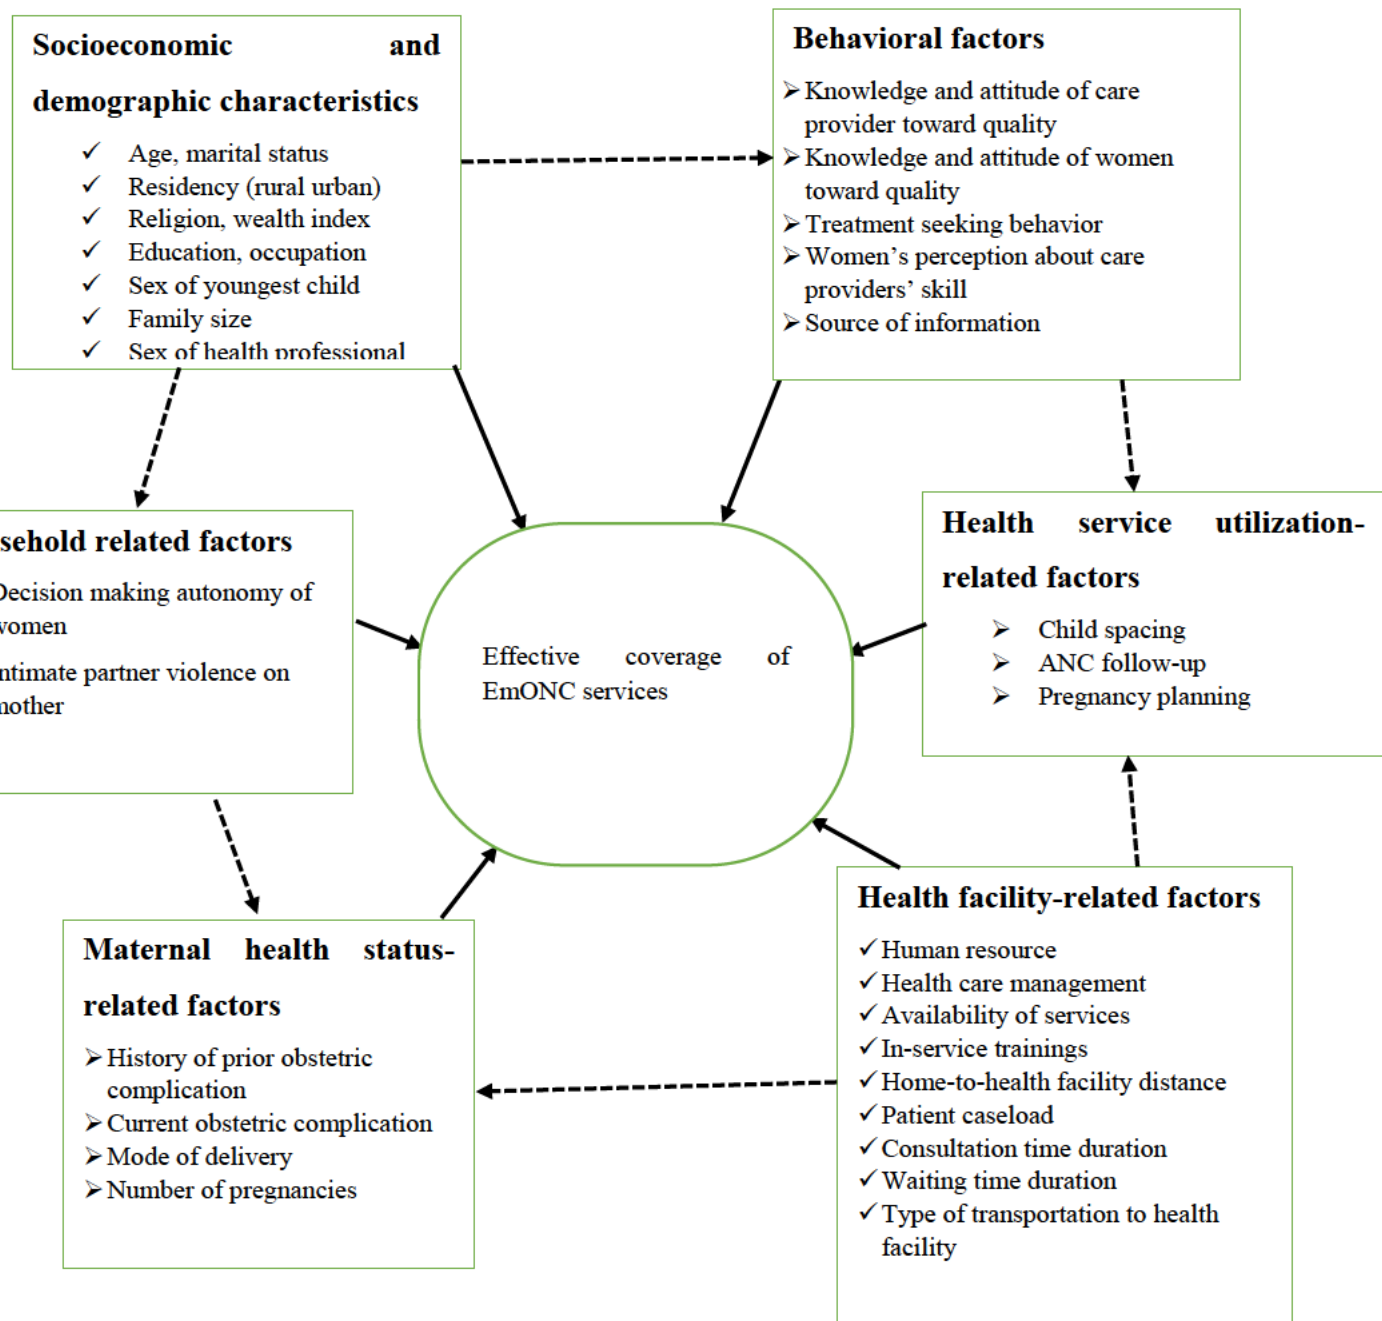 Socioeconomic and
demographic characteristics
Age, marital status
Residency (rural urban)
Religion, wealth index
Education, occupation
Sex of youngest child
Family size
Sex of health professional
Behavioral factors
Knowledge and attitude of care
provider toward quality
Knowledge and attitude of women
toward quality
Treatment seeking behavior
Women's perception about care
providers' skill
Source of information
sehold related factors
Decision making autonomy of
women
ntimate partner violence on
mother
Effective coverage of
EmONC services
Health service utilization-
related factors
Child spacing
ANC follow-up
Pregnancy planning
Maternal health status-
related factors
History of prior obstetric
complication
Current obstetric complication
Mode of delivery
Number of pregnancies
Health facility-related factors
Human resource
Health care management
Availability of services
In-service trainings
Home-to-health facility distance
Patient caseload
Consultation time duration
Waiting time duration
Type of transportation to health
facility